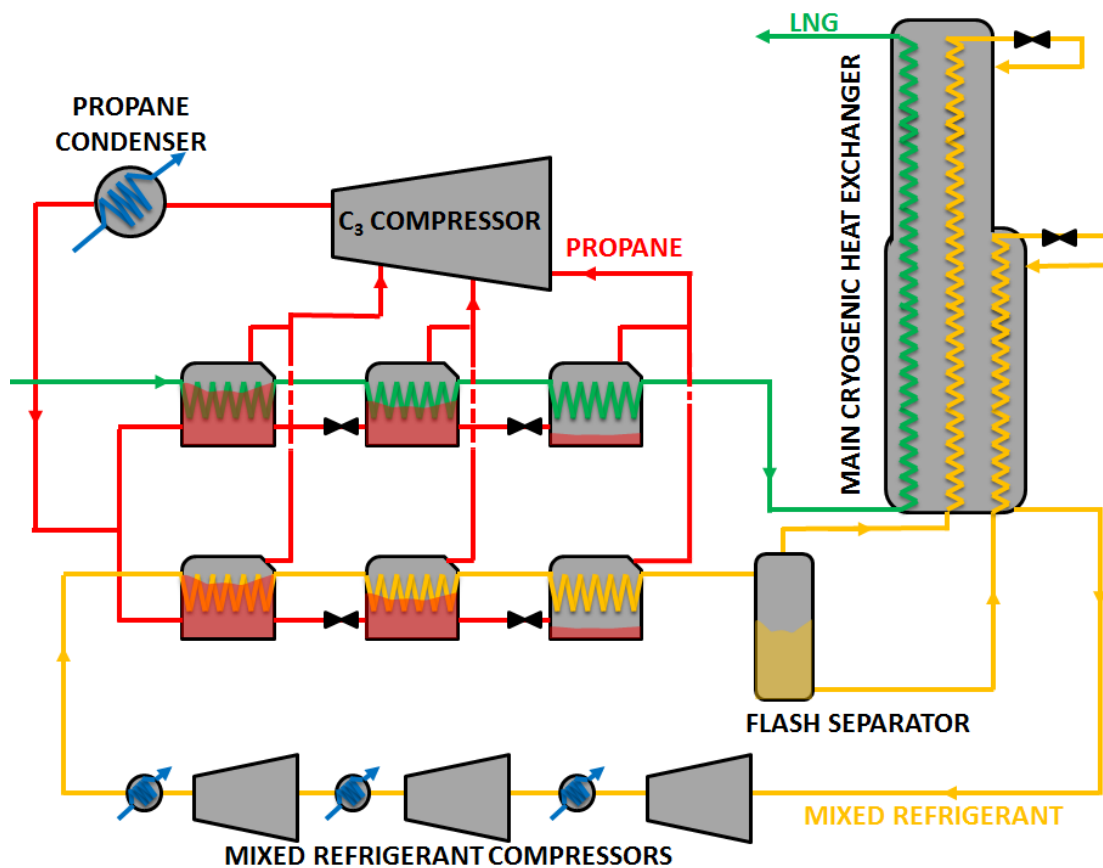 LNG
PROPANE
CONDENSER
C₃ COMPRESSOR
PROPANE
MAIN CRYOGENIC HEAT EXCHANGER
FLASH SEPARATOR
MIXED REFRIGERANT
MIXED REFRIGERANT COMPRESSORS